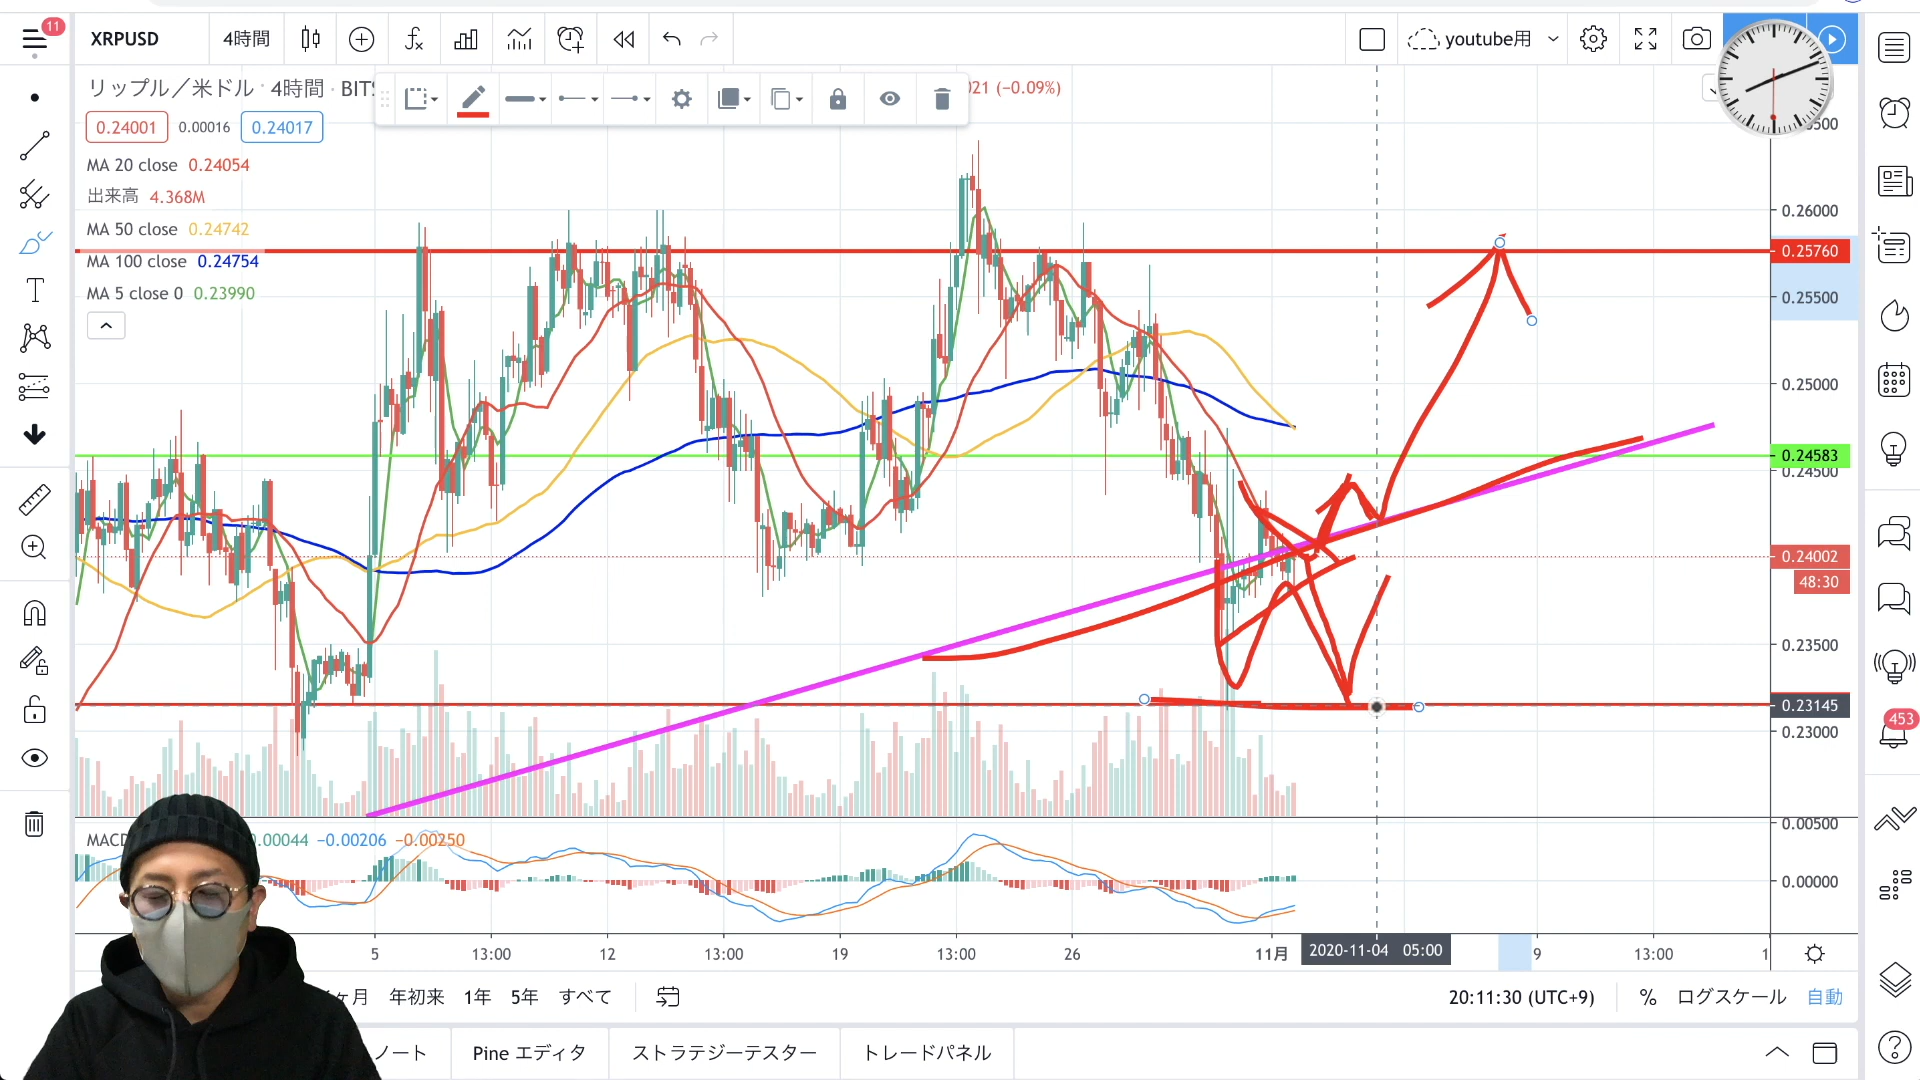 11
XRPUSD
4時間
youtube用
リップル／米ドル · 4時間 · BITS
021 (−0.09%)
0.24001
0.00016
0.24017
MA 20 close 0.24054
出来高 4.368M
MA 50 close 0.24742
MA 100 close 0.24754
MA 5 close 0 0.23990
0.26000
0.25760
0.25500
0.25000
0.24583
0.24500
0.24002
48:30
0.23500
0.23145
0.23000
453
MACD
0.00044 −0.00206 −0.00250
0.00500
0.00000
5
13:00
12
13:00
19
13:00
26
11月
2020-11-04 05:00
9
13:00
1
ヶ月
年初来
1年
5年
すべて
20:11:30 (UTC+9)
%
ログスケール
自動
ノート
Pine エディタ
ストラテジーテスター
トレードパネル